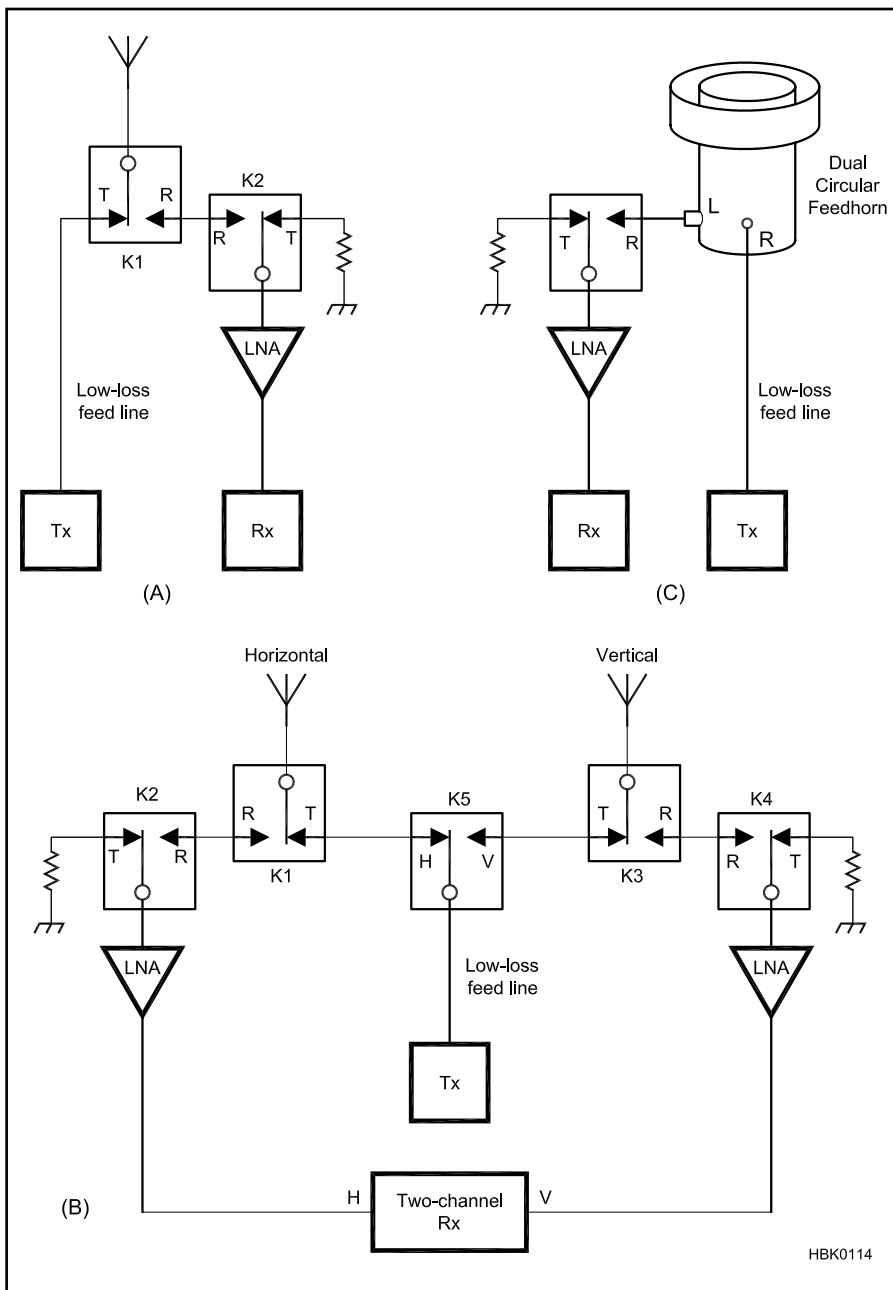 K2
T
R
R
T
K1
LNA
Low-loss
feed line
Tx
Rx
(A)
Dual
Circular
Feedhorn
L
R
T
R
LNA
Low-loss
feed line
Rx
Tx
(C)
Horizontal
Vertical
K2
R
T
K5
T
R
K4
T
R
K1
H
V
K3
R
T
LNA
Low-loss
feed line
LNA
Tx
(B)
H
Two-channel
Rx
V
HBK0114